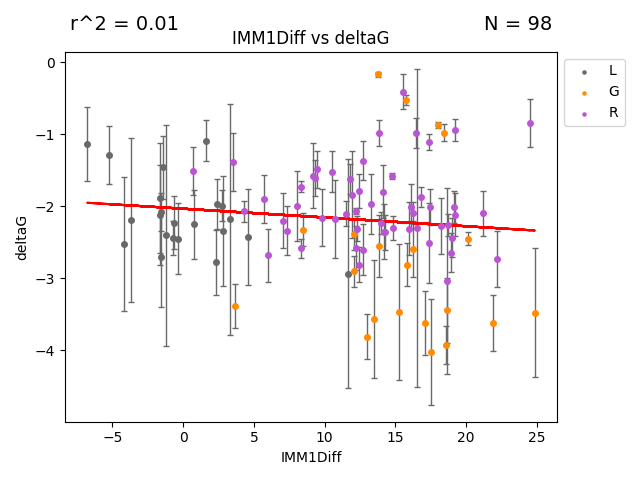 r^2 = 0.01
N = 98
IMM1Diff vs deltaG
L
G
R
0
−1
−2
−3
−4
deltaG
−5
0
5
10
15
20
25
IMM1Diff